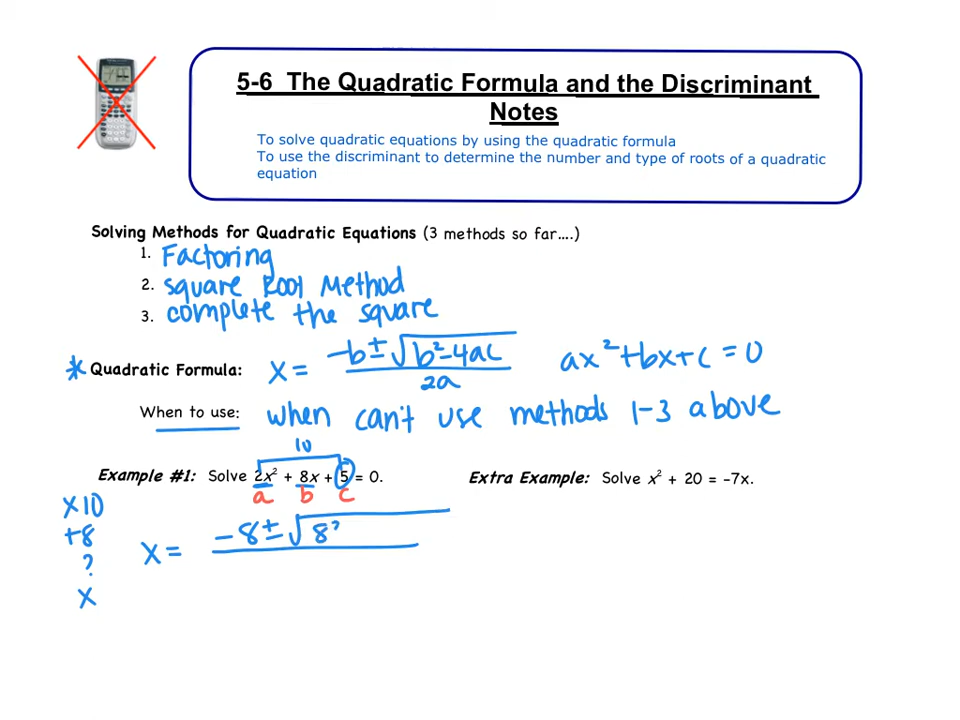 5-6 The Quadratic Formula and the Discriminant
Notes
To solve quadratic equations by using the quadratic formula
To use the discriminant to determine the number and type of roots of a quadratic
equation
Solving Methods for Quadratic Equations (3 methods so far....)
1. Factoring
2. Square Root Method
3. complete the square
* Quadratic Formula: x = (-b ± √(b² - 4ac)) / 2a ax² + bx + c = 0
When to use: when can't use methods 1-3 above
10
Example #1: Solve 2x² + 8x + 5 = 0. Extra Example: Solve x² + 20 = -7x.
a b c
x10
+8
?
x
x = -8 ± √8²